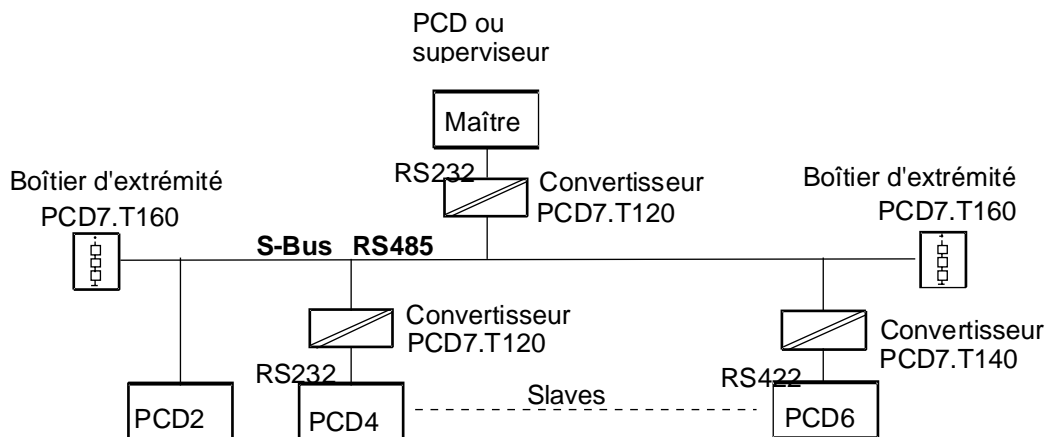 PCD ou
superviseur
Maître
RS232
Boîtier d'extrémité
PCD7.T160
Convertisseur
PCD7.T120
Boîtier d'extrémité
PCD7.T160
S-Bus RS485
Convertisseur
PCD7.T120
Convertisseur
PCD7.T140
RS232
RS422
Slaves
PCD2
PCD4
PCD6